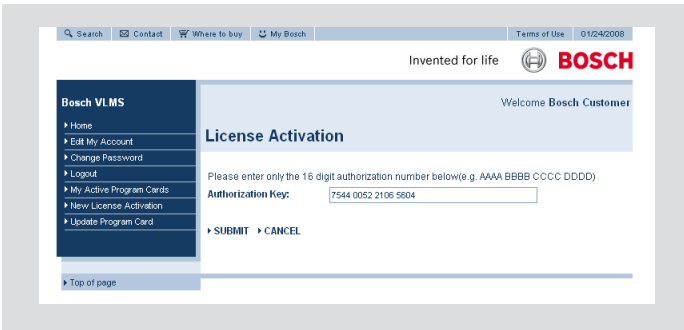 Search Contact Where to buy My Bosch Terms of Use 01/24/2008
Invented for life BOSCH
Bosch VLMS
Welcome Bosch Customer
Home
Edit My Account
Change Password
Logout
My Active Program Cards
New License Activation
Update Program Card
License Activation
Please enter only the 16 digit authorization number below(e.g. AAAA BBBB CCCC DDDD)
Authorization Key: 7544 0052 2106 5604
SUBMIT CANCEL
Top of page